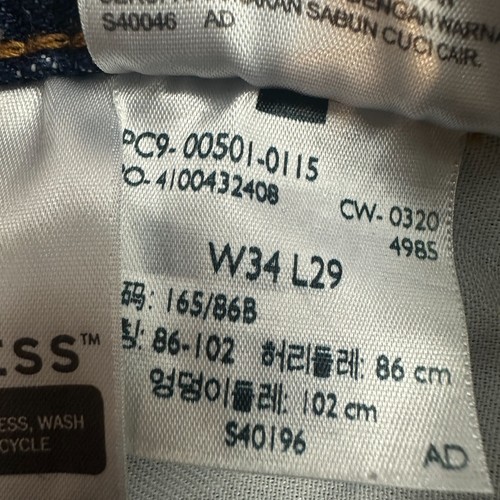 SABUN CUCI CAIR.
S40046 AD
PC9-00501-0115
PO-4100432408
CW-0320
4985
W34 L29
码: 165/86B
86-102 허리둘레: 86 cm
엉덩이둘레: 102 cm
S40196
AD
ESS™
ESS, WASH
CYCLE